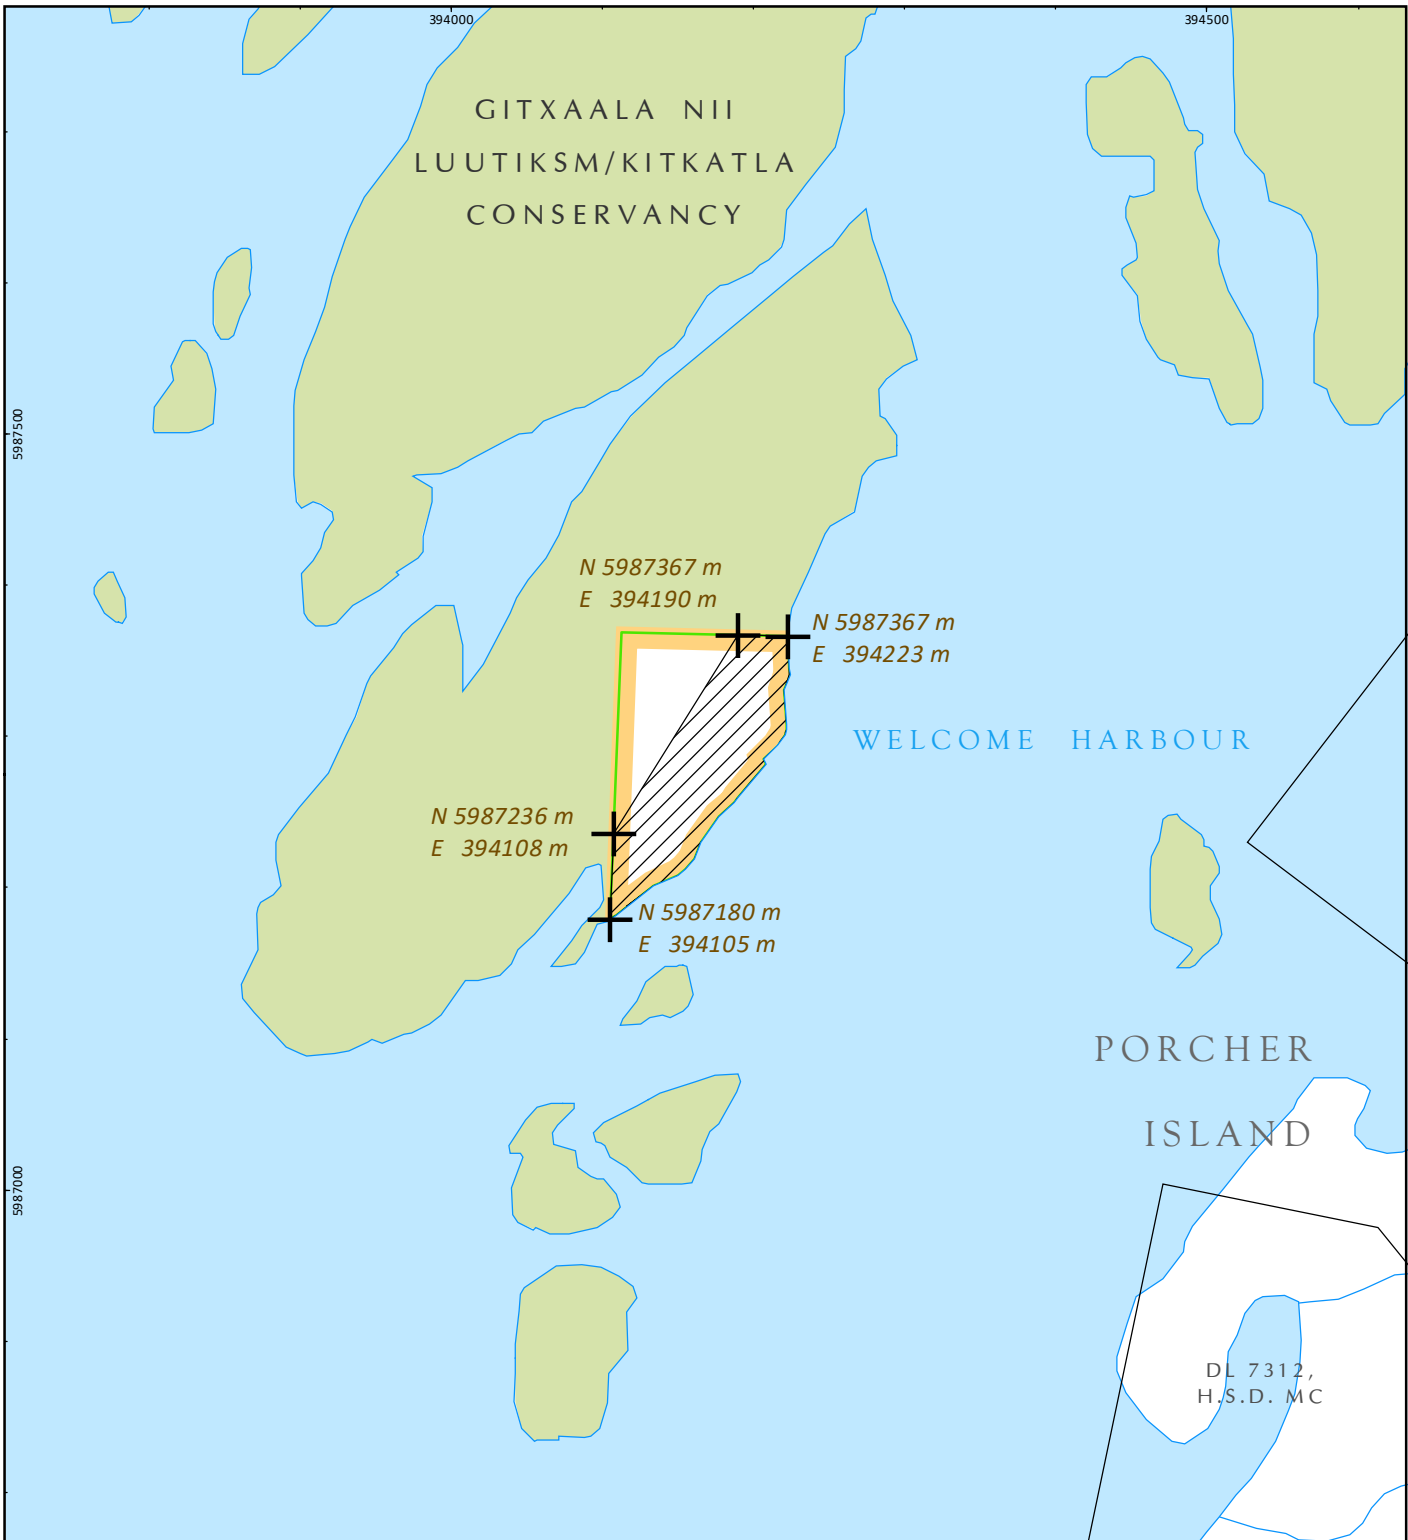 394000
394500
GITXAALA NII
LUUTIKSM/KITKATLA
CONSERVANCY
5987500
N 5987367 m
E 394190 m
N 5987367 m
E 394223 m
WELCOME HARBOUR
N 5987236 m
E 394108 m
N 5987180 m
E 394105 m
PORCHER
ISLAND
5987000
DL 7312,
H.S.D. MC